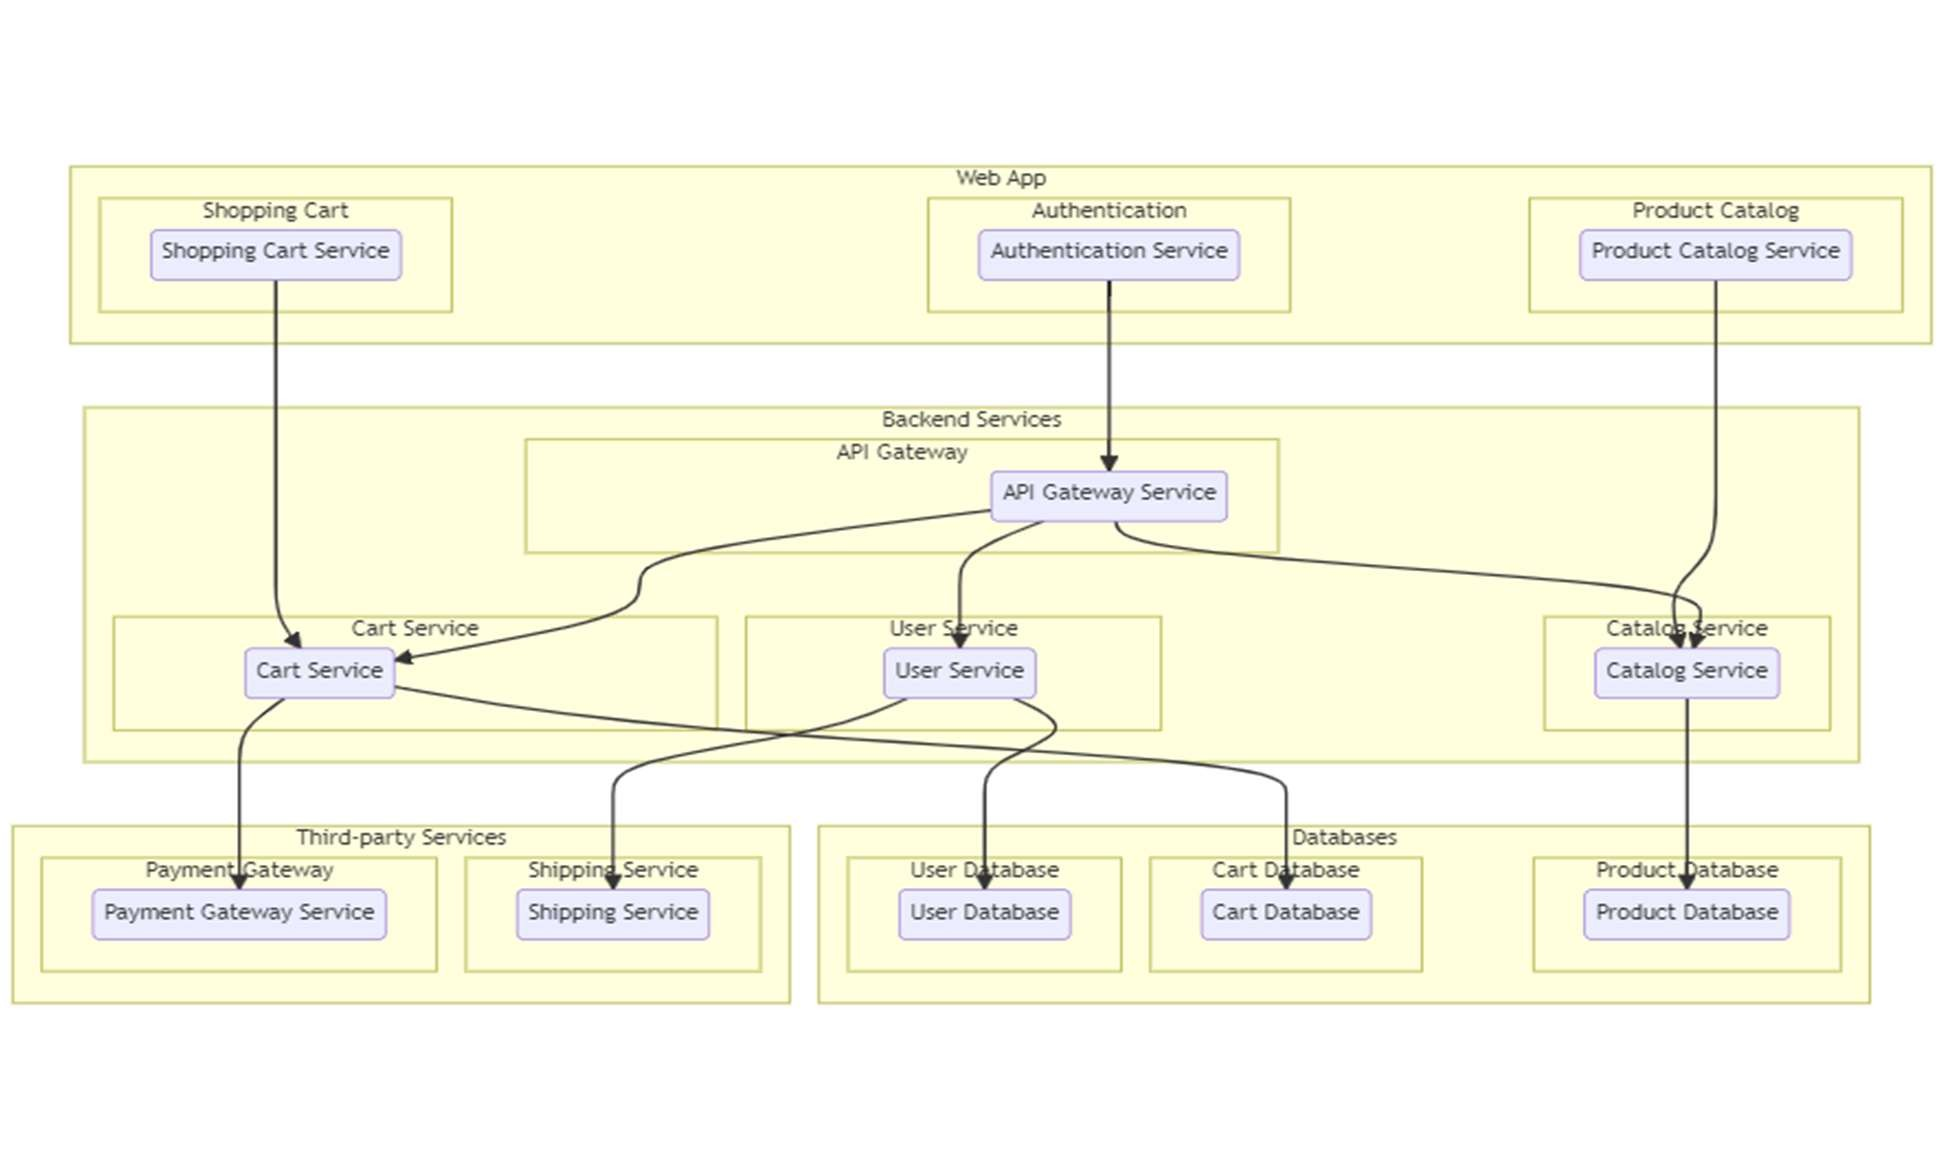 Web App
Shopping Cart
Authentication
Product Catalog
Shopping Cart Service
Authentication Service
Product Catalog Service
Backend Services
API Gateway
API Gateway Service
Cart Service
User Service
Catalog Service
Cart Service
User Service
Catalog Service
Third-party Services
Databases
Payment Gateway
Shipping Service
User Database
Cart Database
Product Database
Payment Gateway Service
Shipping Service
User Database
Cart Database
Product Database